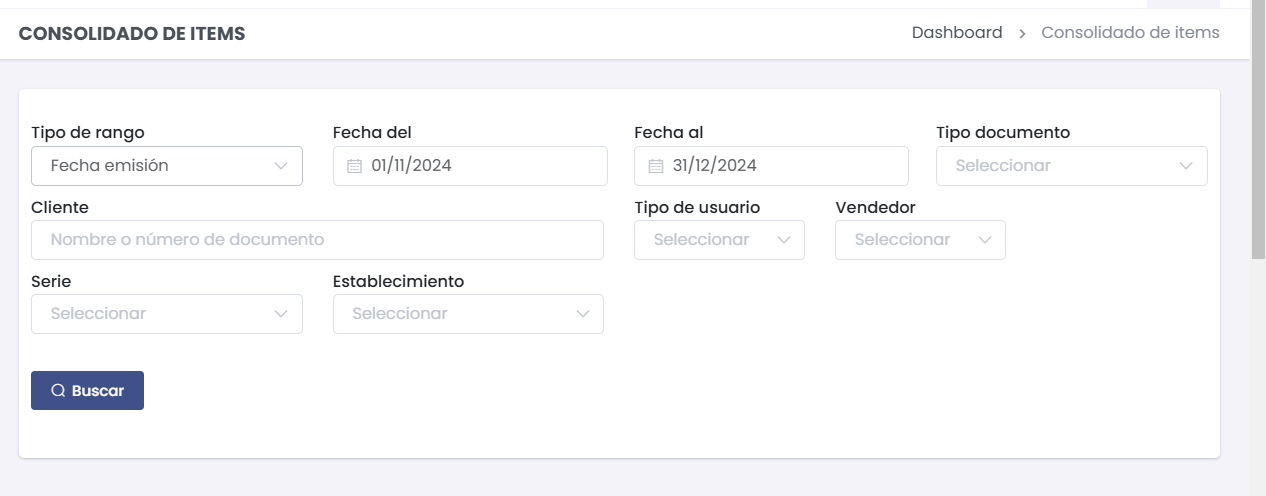 CONSOLIDADO DE ITEMS
Dashboard > Consolidado de items
Tipo de rango
Fecha del
Fecha al
Tipo documento
Fecha emisión
01/11/2024
31/12/2024
Seleccionar
Cliente
Tipo de usuario
Vendedor
Nombre o número de documento
Seleccionar
Seleccionar
Serie
Establecimiento
Seleccionar
Seleccionar
Buscar